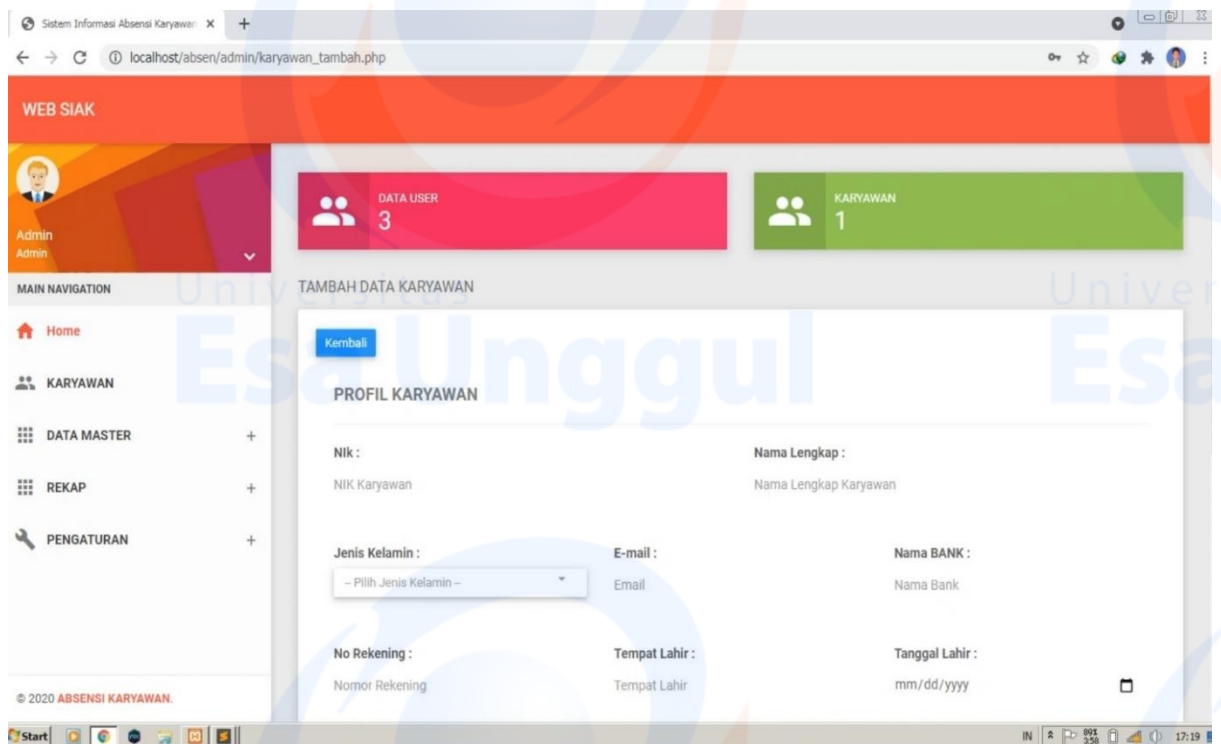 Sistem Informasi Absensi Karyawan
localhost/absen/admin/karyawan_tambah.php
WEB SIAK
Admin
Admin
MAIN NAVIGATION
Home
KARYAWAN
DATA MASTER
REKAP
PENGATURAN
© 2020 ABSENSI KARYAWAN.
DATA USER
3
KARYAWAN
1
TAMBAH DATA KARYAWAN
Kembali
PROFIL KARYAWAN
NIk : Nama Lengkap :
NIK Karyawan Nama Lengkap Karyawan
Jenis Kelamin : E-mail : Nama BANK :
-- Pilih Jenis Kelamin -- Email Nama Bank
No Rekening : Tempat Lahir : Tanggal Lahir :
Nomor Rekening Tempat Lahir mm/dd/yyyy
Universitas
Esa Unggul
Univer
Esa
Start IN 17:19